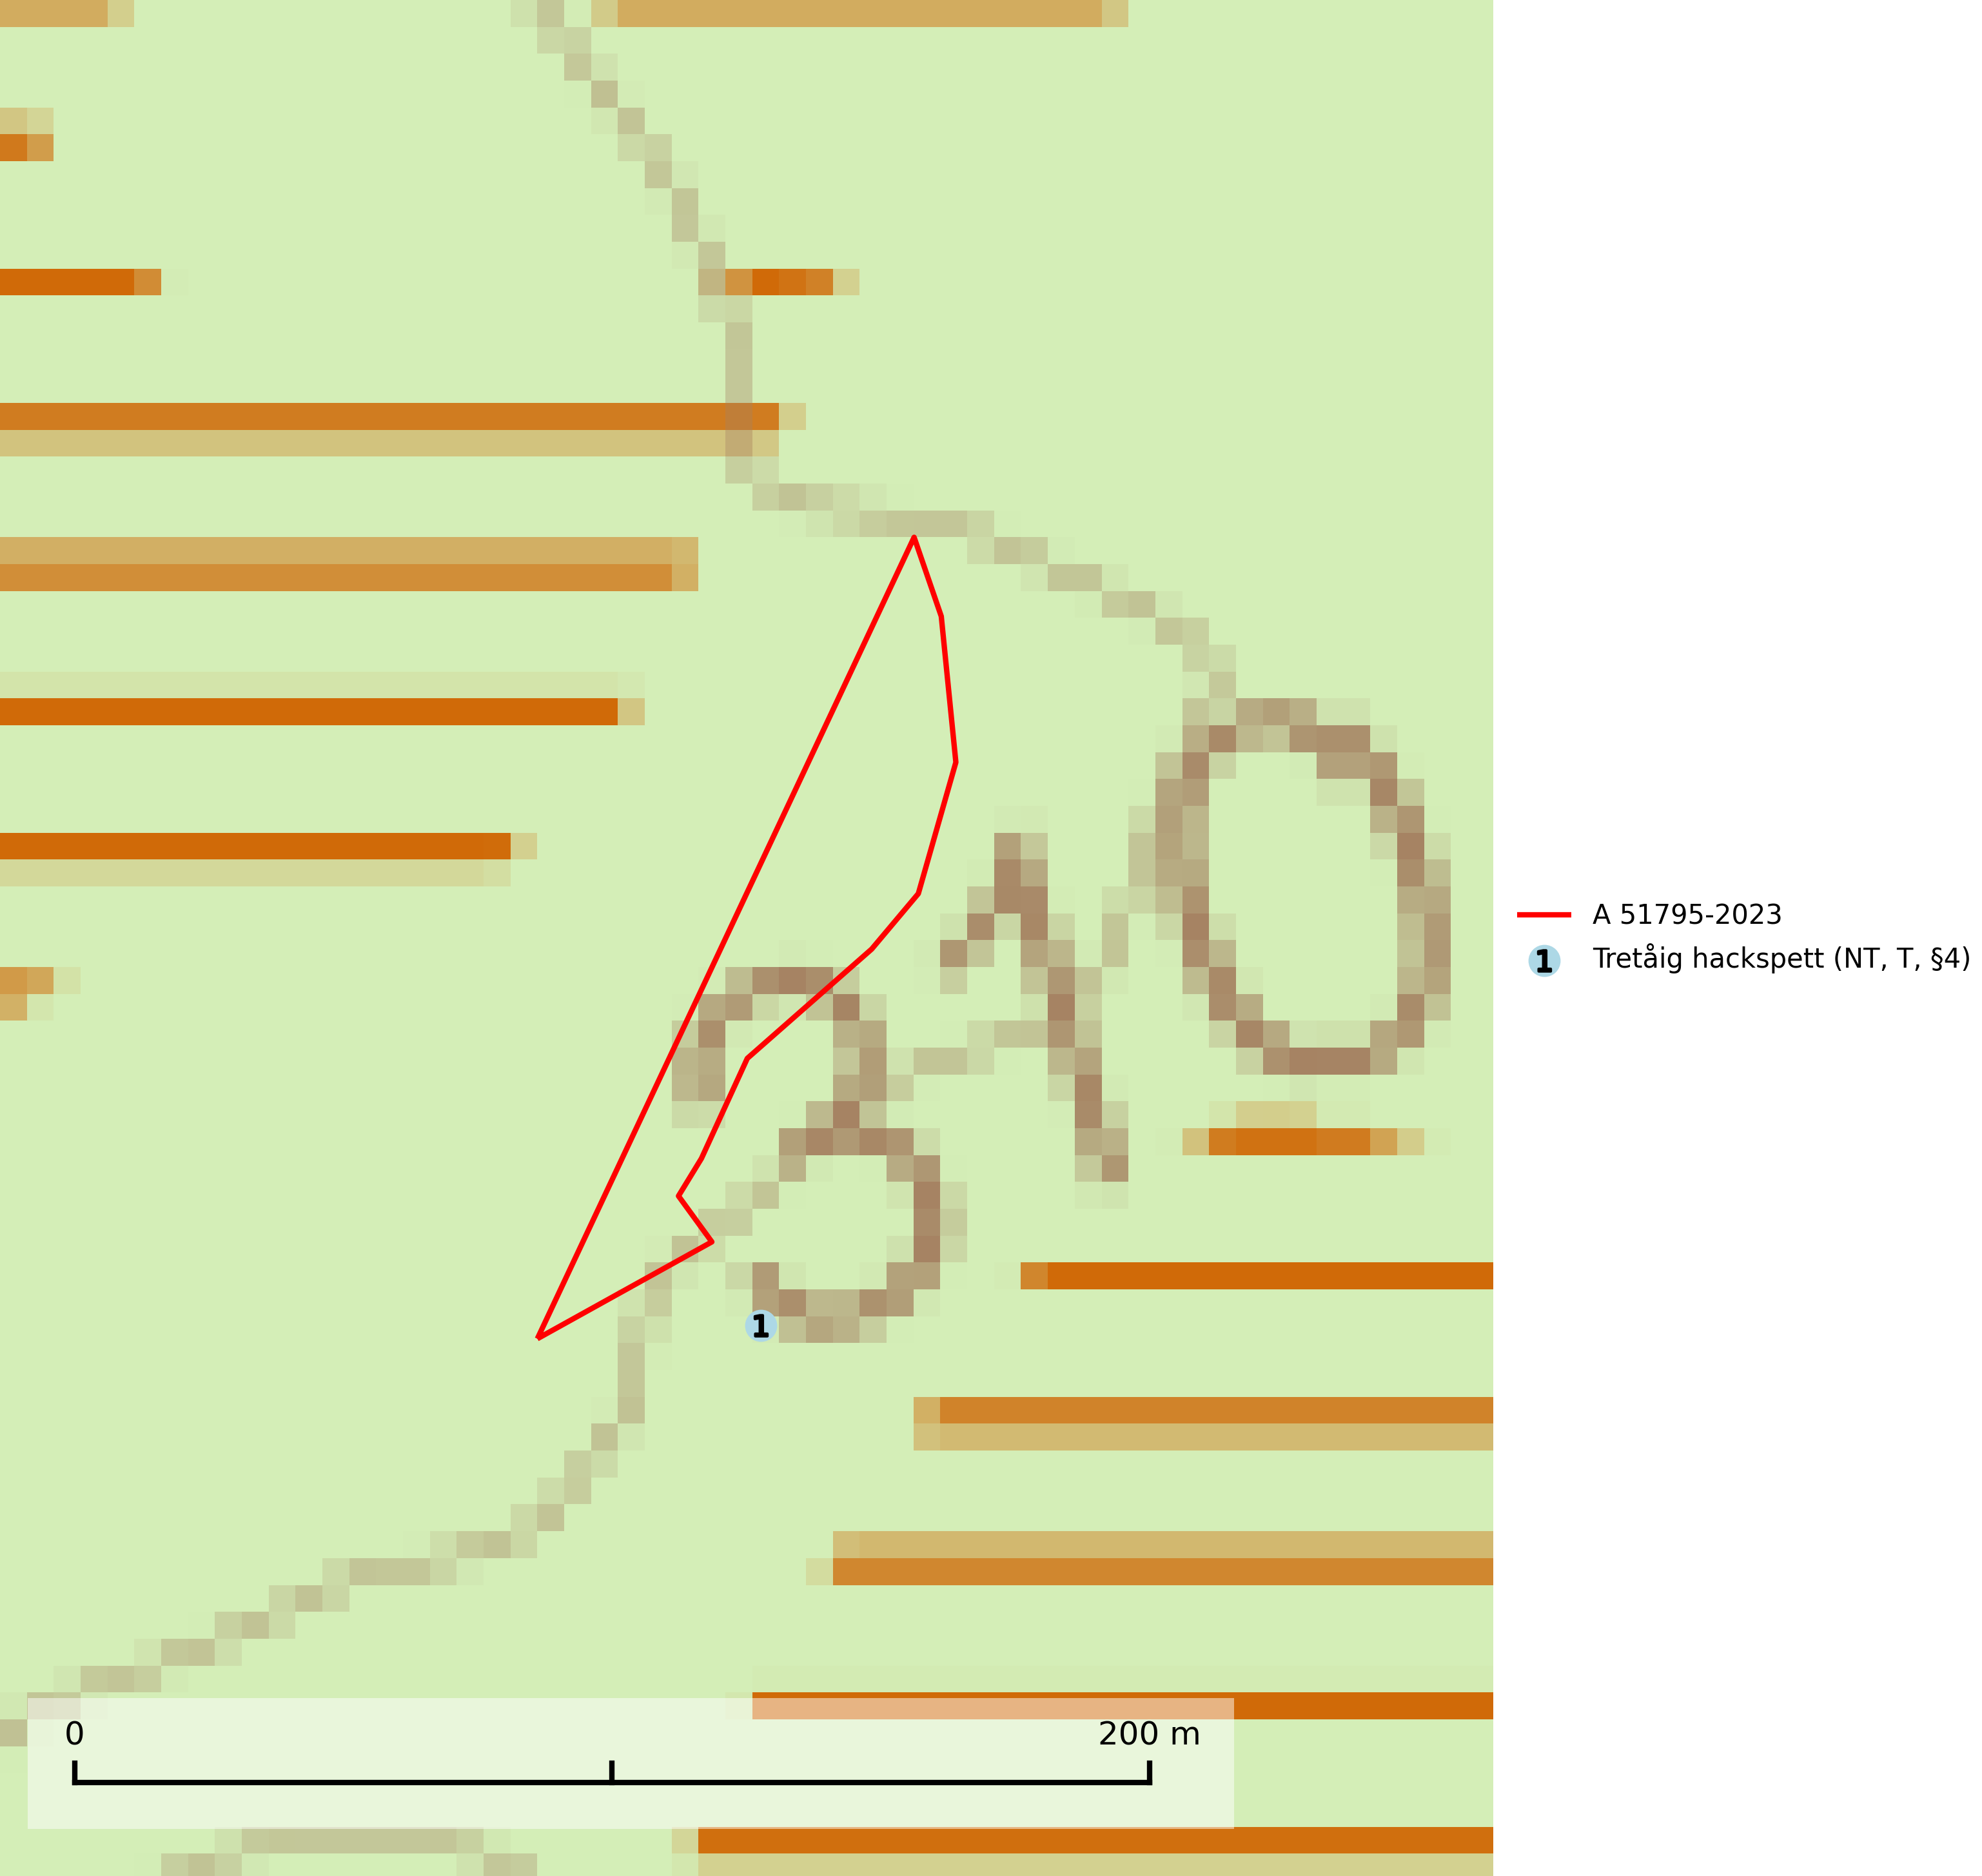 A 51795-2023
1 Tretåig hackspett (NT, T, §4)
1
0 200 m